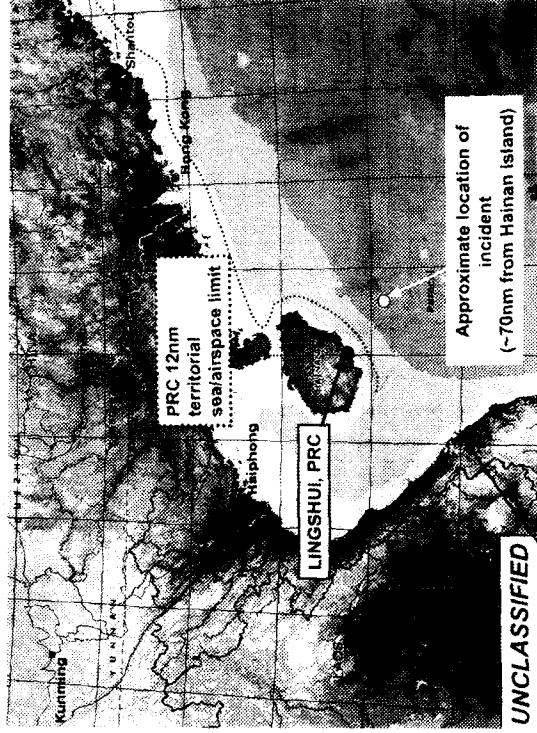 YUNNAN
Kunming
Haiphong
Hong Kong
Shantou
PRC 12nm
territorial
sea/airspace limit
LINGSHUI, PRC
Approximate location of
incident
(~70nm from Hainan Island)
UNCLASSIFIED